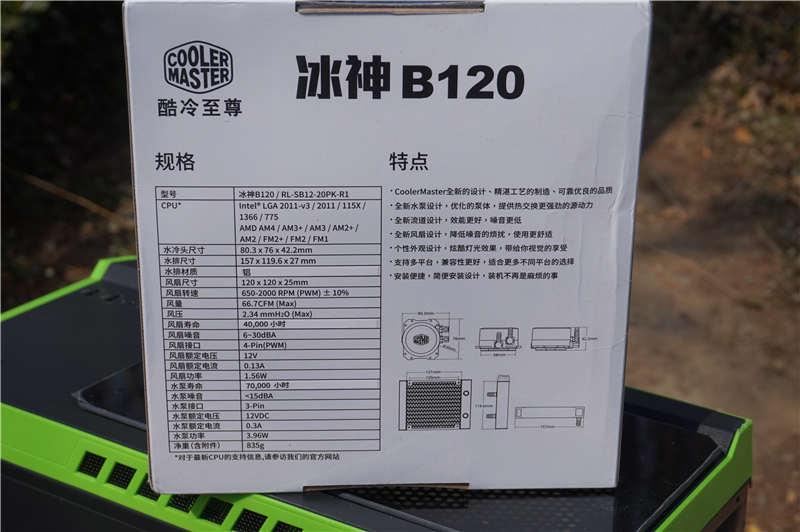 COOLER
MASTER
酷冷至尊
冰神B120
规格
型号 冰神B120 / RL-SB12-20PK-R1
CPU* Intel® LGA 2011-v3 / 2011 / 115X /
1366 / 775
AMD AM4 / AM3+ / AM3 / AM2+ /
AM2 / FM2+ / FM2 / FM1
水冷头尺寸 80.3 x 76 x 42.2mm
水排尺寸 157 x 119.6 x 27 mm
水排材质 铝
风扇尺寸 120 x 120 x 25mm
风扇转速 650-2000 RPM (PWM) ± 10%
风量 66.7CFM (Max)
风压 2.34 mmH₂O (Max)
风扇寿命 40,000 小时
风扇噪音 6~30dBA
风扇接口 4-Pin(PWM)
风扇额定电压 12V
风扇额定电流 0.13A
风扇功率 1.56W
水泵寿命 70,000 小时
水泵噪音 <15dBA
水泵接口 3-Pin
水泵额定电压 12VDC
水泵额定电流 0.3A
水泵功率 3.96W
净重(含附件) 835g
*对于最新CPU的支持信息,请参访我们的官方网站
特点
• CoolerMaster全新的设计、精湛工艺的制造、可靠优良的品质
• 全新水泵设计，优化的泵体，提供热交换更强劲的源动力
• 全新流道设计，效能更好，噪音更低
• 全新风扇设计，降低噪音的烦扰，使用更舒适
• 个性外观设计，炫酷灯光效果，带给你视觉的享受
• 支持多平台，兼容性更好，适合更多不同平台的选择
• 安装便捷，简便安装设计，装机不再是麻烦的事